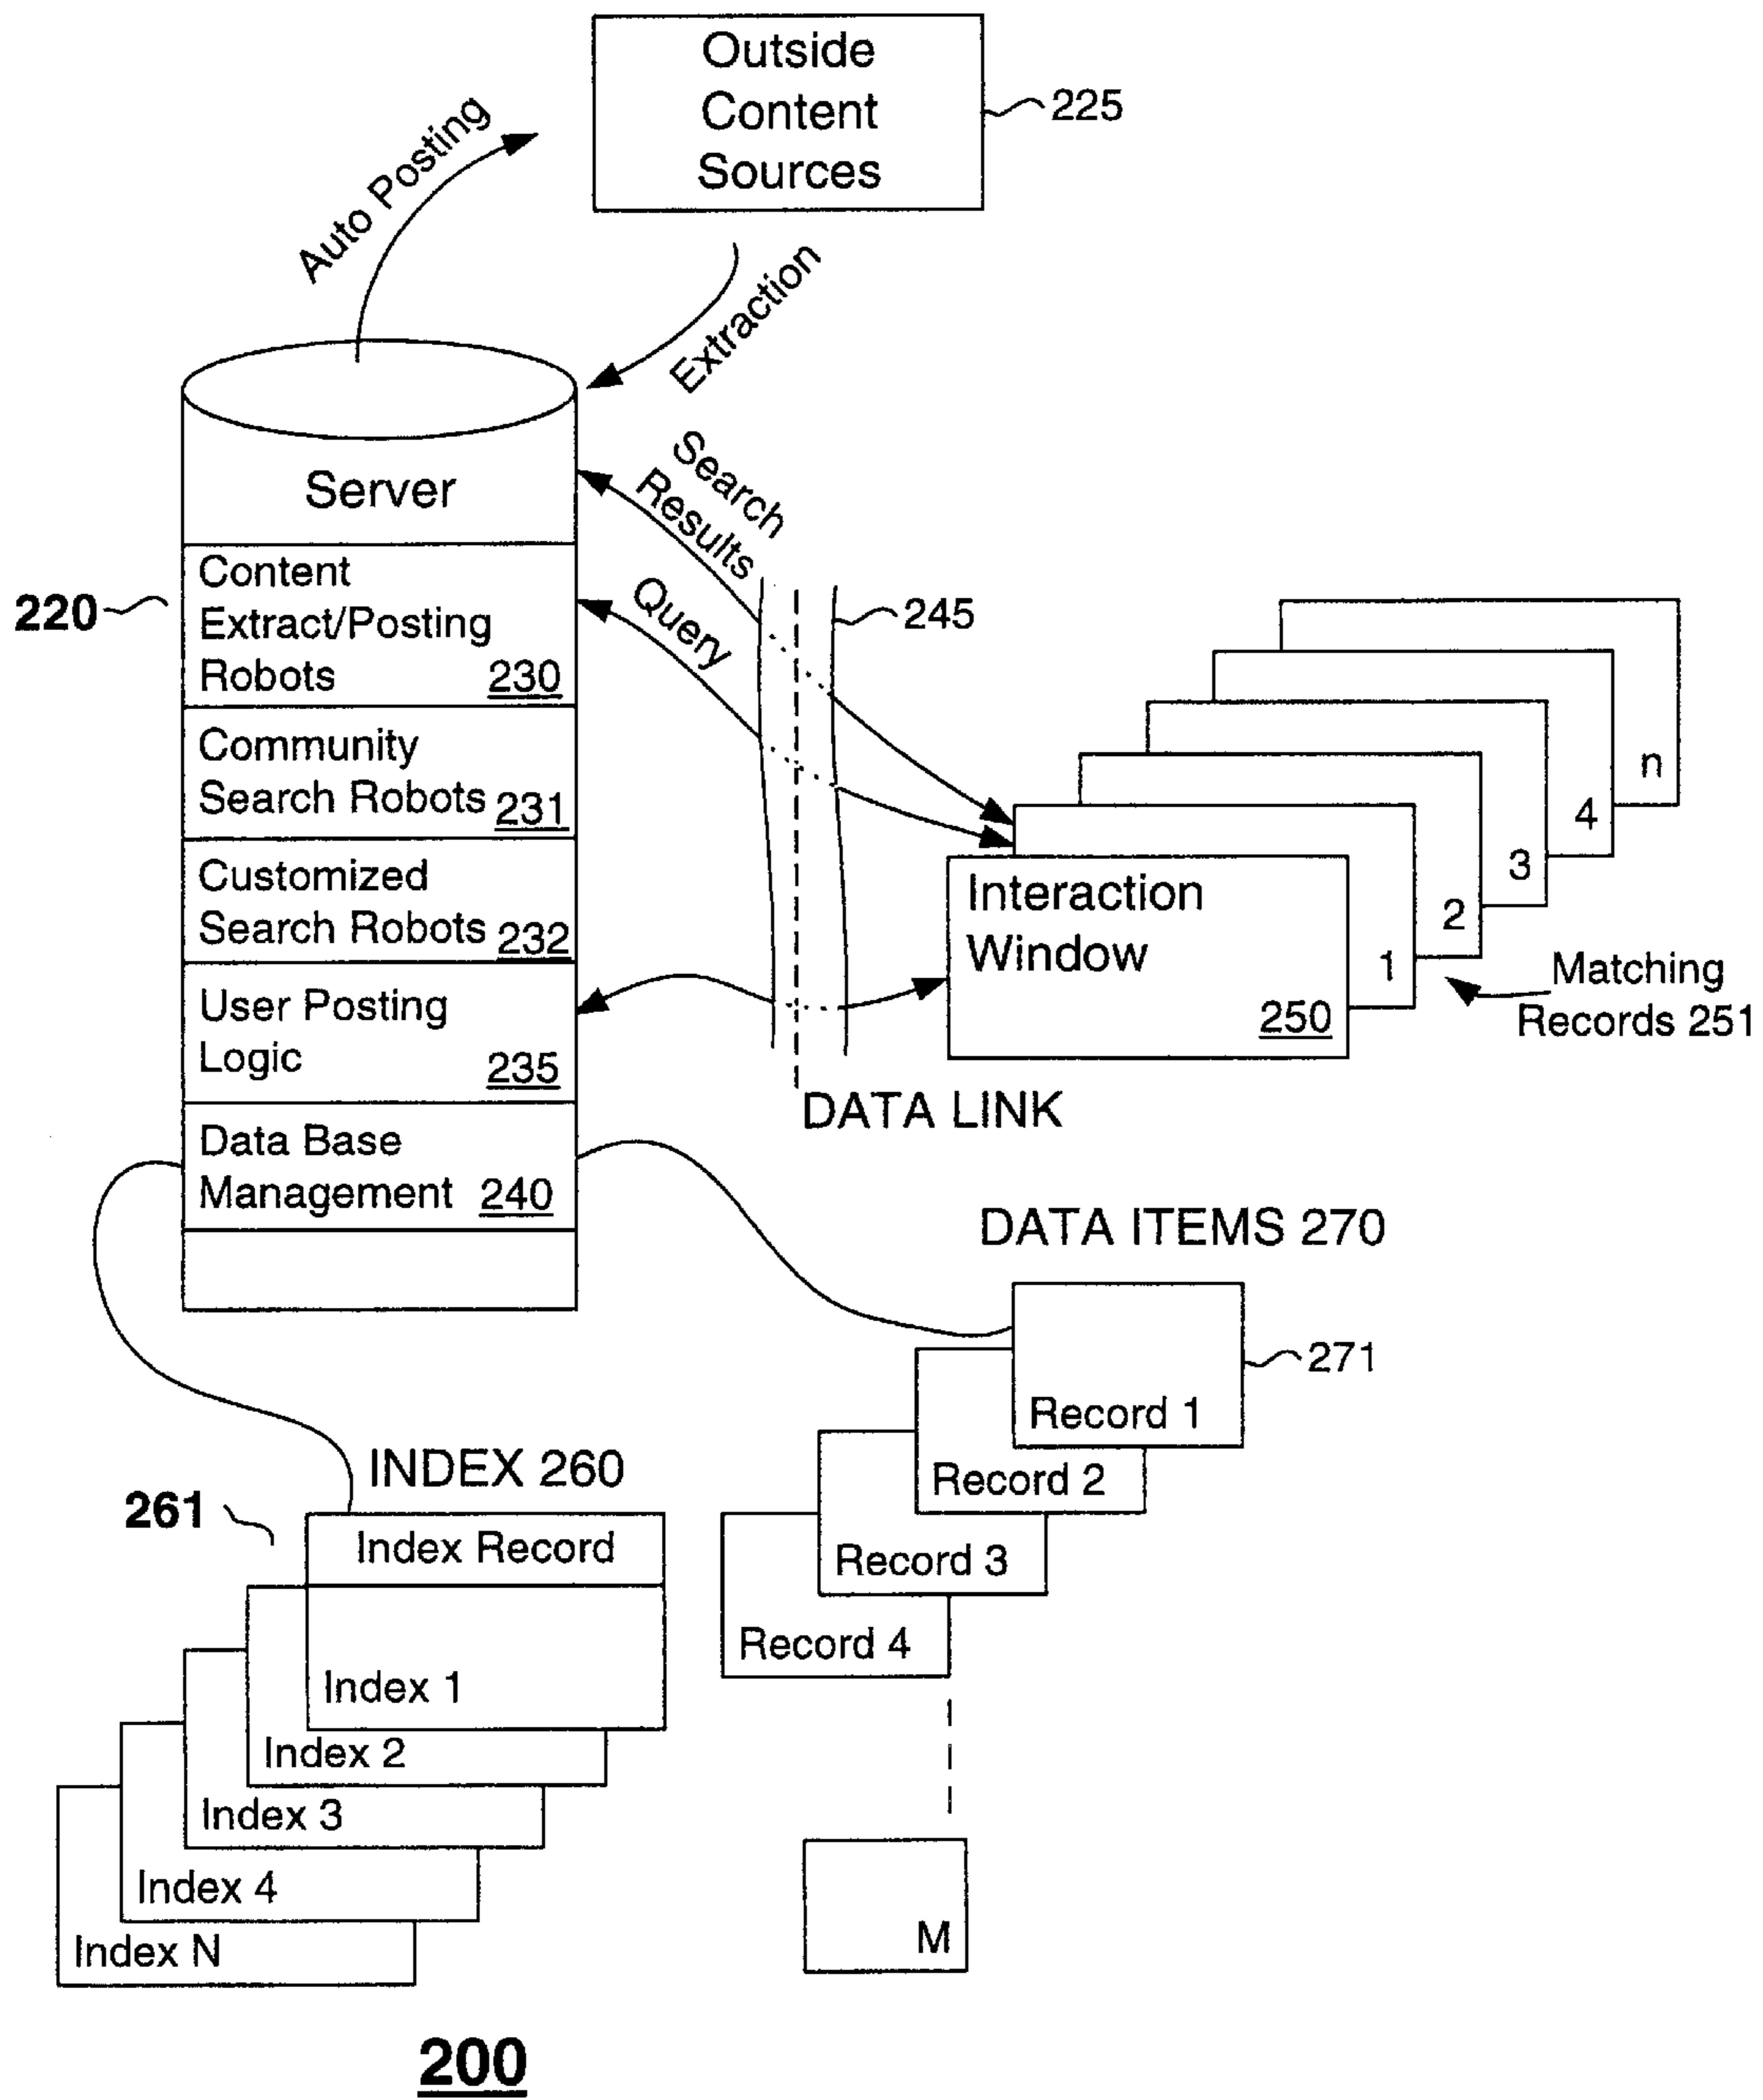 Outside
Content
Sources
225
Auto Posting
Extraction
Server
Search
Results
Query
220
Content
Extract/Posting
Robots 230
Community
Search Robots 231
Customized
Search Robots 232
User Posting
Logic 235
Data Base
Management 240
245
DATA LINK
Interaction
Window
250
1
2
3
4
n
Matching
Records 251
DATA ITEMS 270
271
Record 1
Record 2
Record 3
Record 4
M
INDEX 260
261
Index Record
Index 1
Index 2
Index 3
Index 4
Index N
200